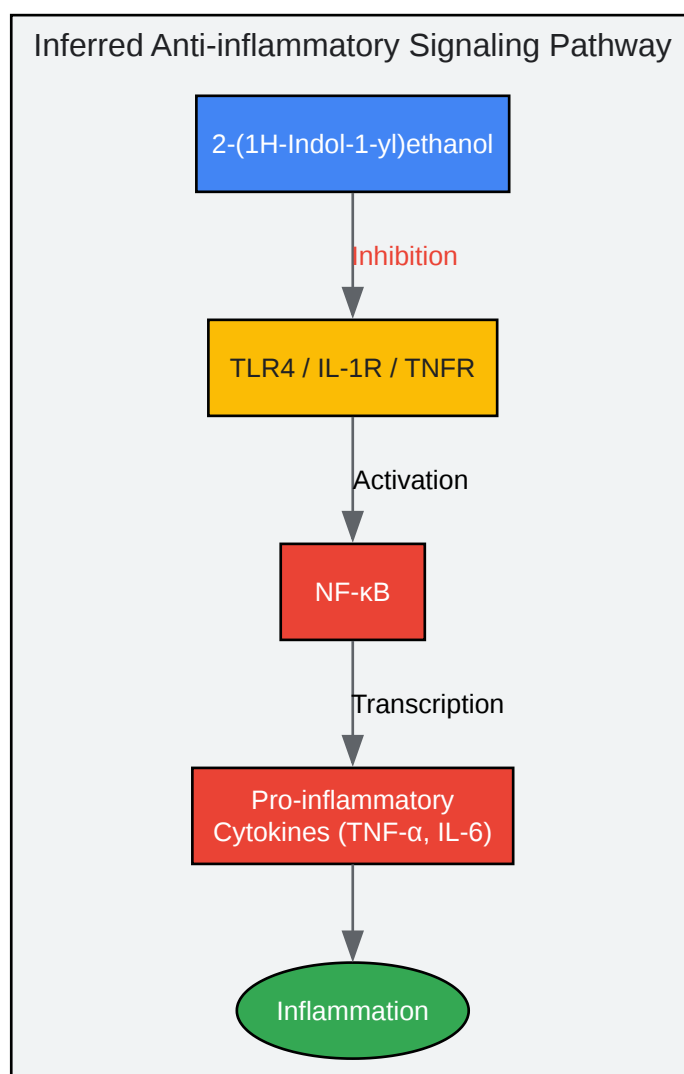 Inferred Anti-inflammatory Signaling Pathway
2-(1H-Indol-1-yl)ethanol
Inhibition
TLR4 / IL-1R / TNFR
Activation
NF-κB
Transcription
Pro-inflammatory
Cytokines (TNF-α, IL-6)
Inflammation